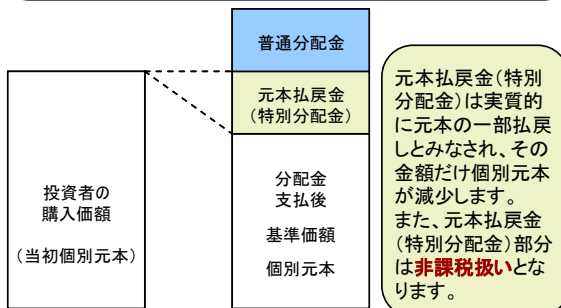 普通分配金
元本払戻金
（特別分配金）
投資者の
購入価額
（当初個別元本）
分配金
支払後
基準価額
個別元本
元本払戻金（特別
分配金）は実質的
に元本の一部払戻
しとみなされ、その
金額だけ個別元本
が減少します。
また、元本払戻金
（特別分配金）部分
は非課税扱いとな
ります。